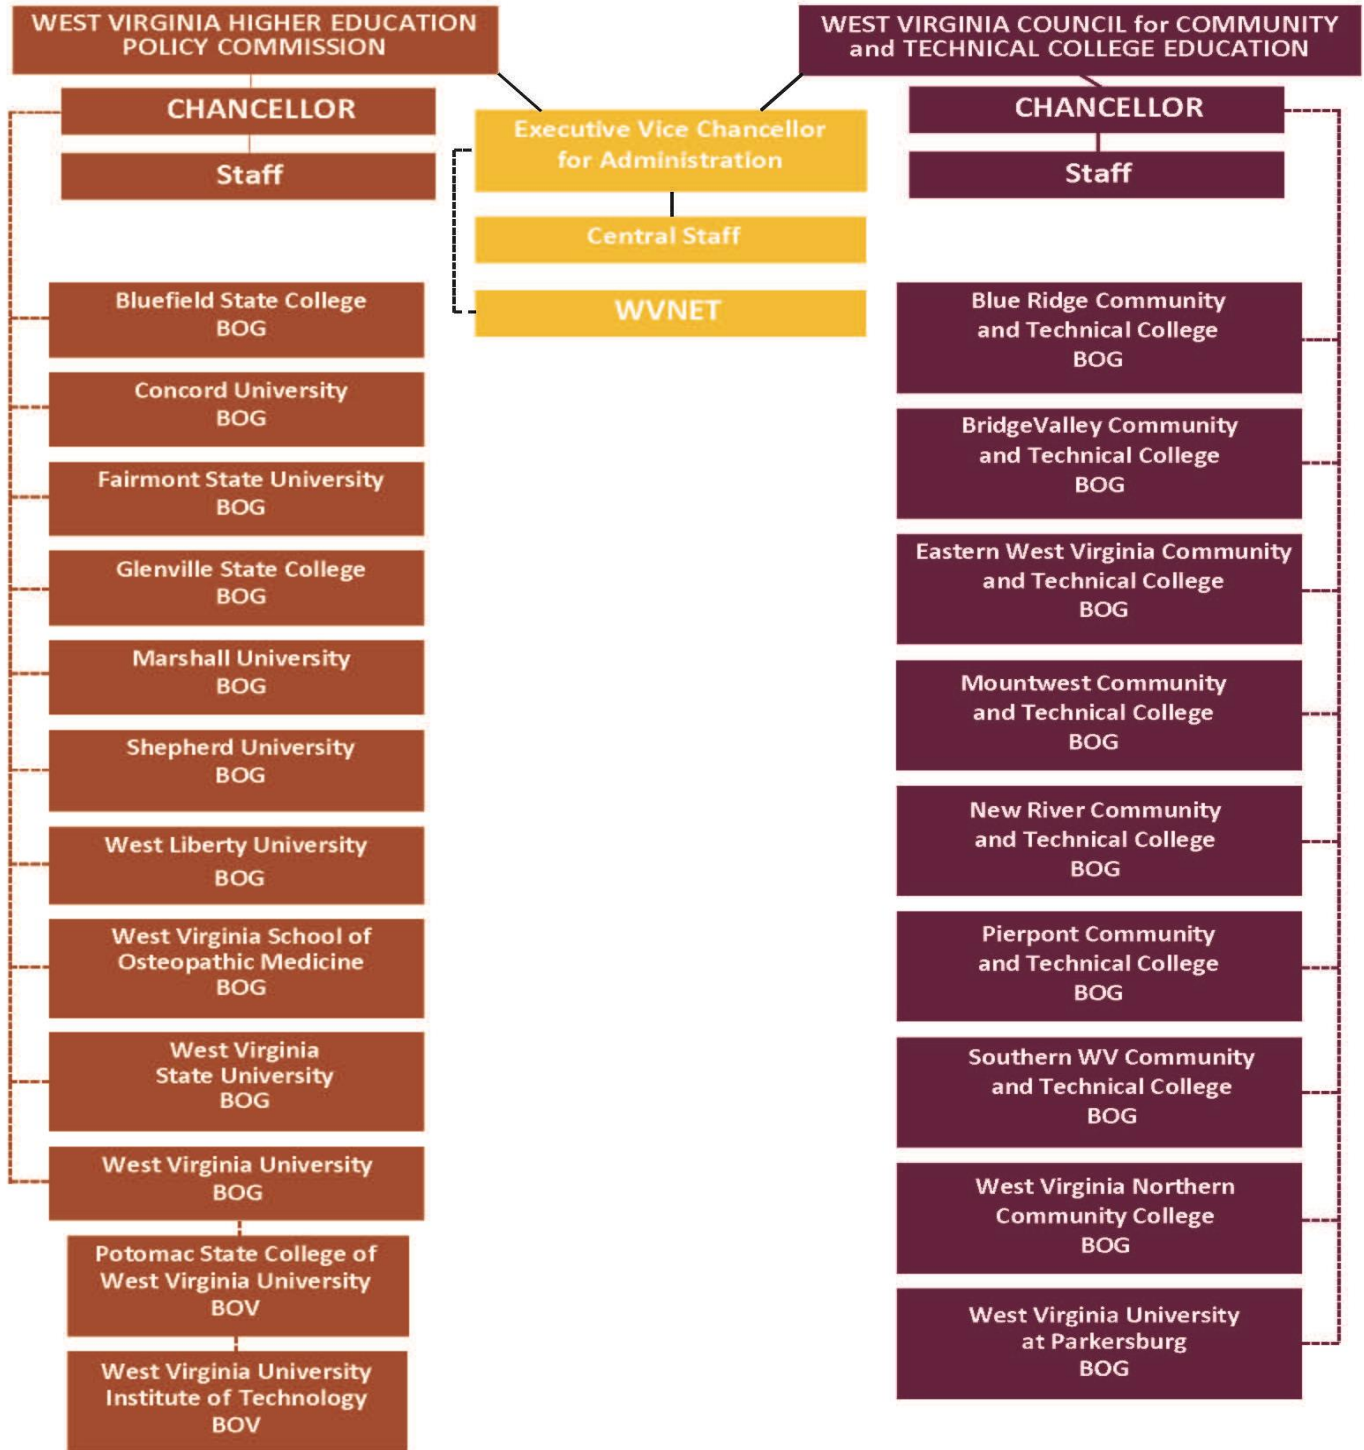 WEST VIRGINIA HIGHER EDUCATION
POLICY COMMISSION
CHANCELLOR
Staff
Bluefield State College
BOG
Concord University
BOG
Fairmont State University
BOG
Glenville State College
BOG
Marshall University
BOG
Shepherd University
BOG
West Liberty University
BOG
West Virginia School of
Osteopathic Medicine
BOG
West Virginia
State University
BOG
West Virginia University
BOG
Potomac State College of
West Virginia University
BOV
West Virginia University
Institute of Technology
BOV
Executive Vice Chancellor
for Administration
Central Staff
WVNET
WEST VIRGINIA COUNCIL for COMMUNITY
and TECHNICAL COLLEGE EDUCATION
CHANCELLOR
Staff
Blue Ridge Community
and Technical College
BOG
BridgeValley Community
and Technical College
BOG
Eastern West Virginia Community
and Technical College
BOG
Mountwest Community
and Technical College
BOG
New River Community
and Technical College
BOG
Pierpont Community
and Technical College
BOG
Southern WV Community
and Technical College
BOG
West Virginia Northern
Community College
BOG
West Virginia University
at Parkersburg
BOG